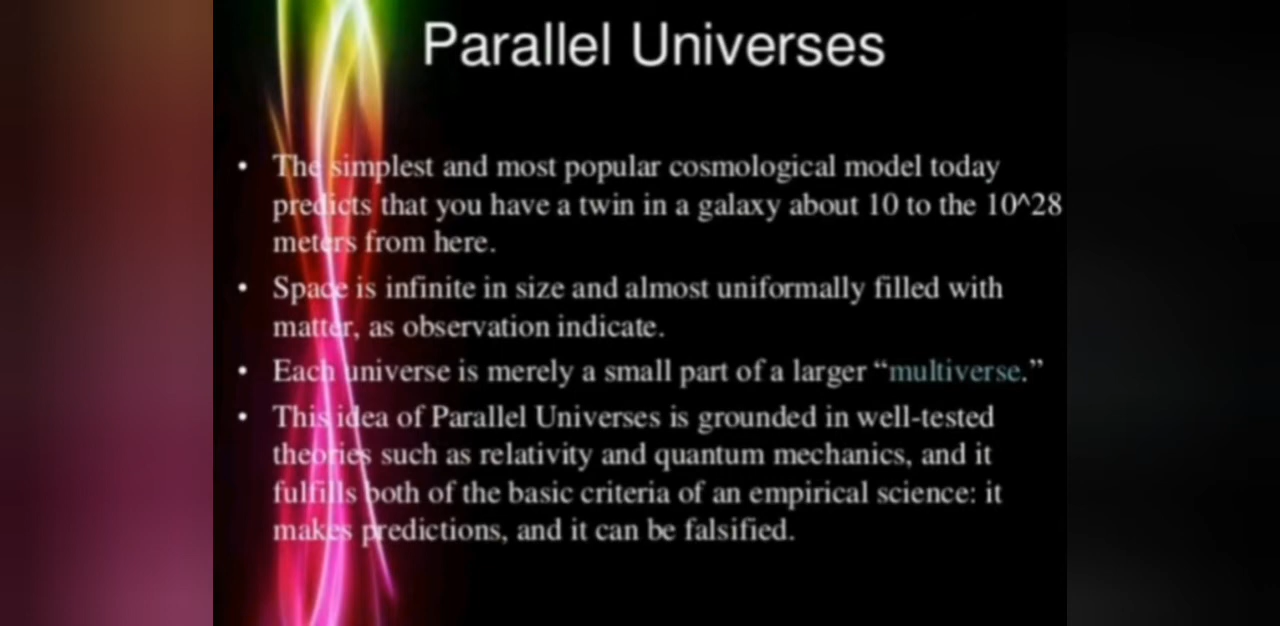 Parallel Universes
• The simplest and most popular cosmological model today
predicts that you have a twin in a galaxy about 10 to the 10^28
meters from here.
• Space is infinite in size and almost uniformally filled with
matter, as observation indicate.
• Each universe is merely a small part of a larger “multiverse.”
• This idea of Parallel Universes is grounded in well-tested
theories such as relativity and quantum mechanics, and it
fulfills both of the basic criteria of an empirical science: it
makes predictions, and it can be falsified.